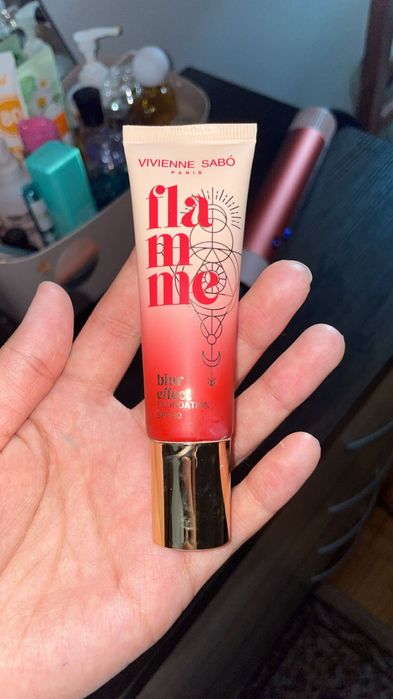 VIVIENNE SABÓ
PARIS
fla
m
me
blur
effect
FOUNDATION